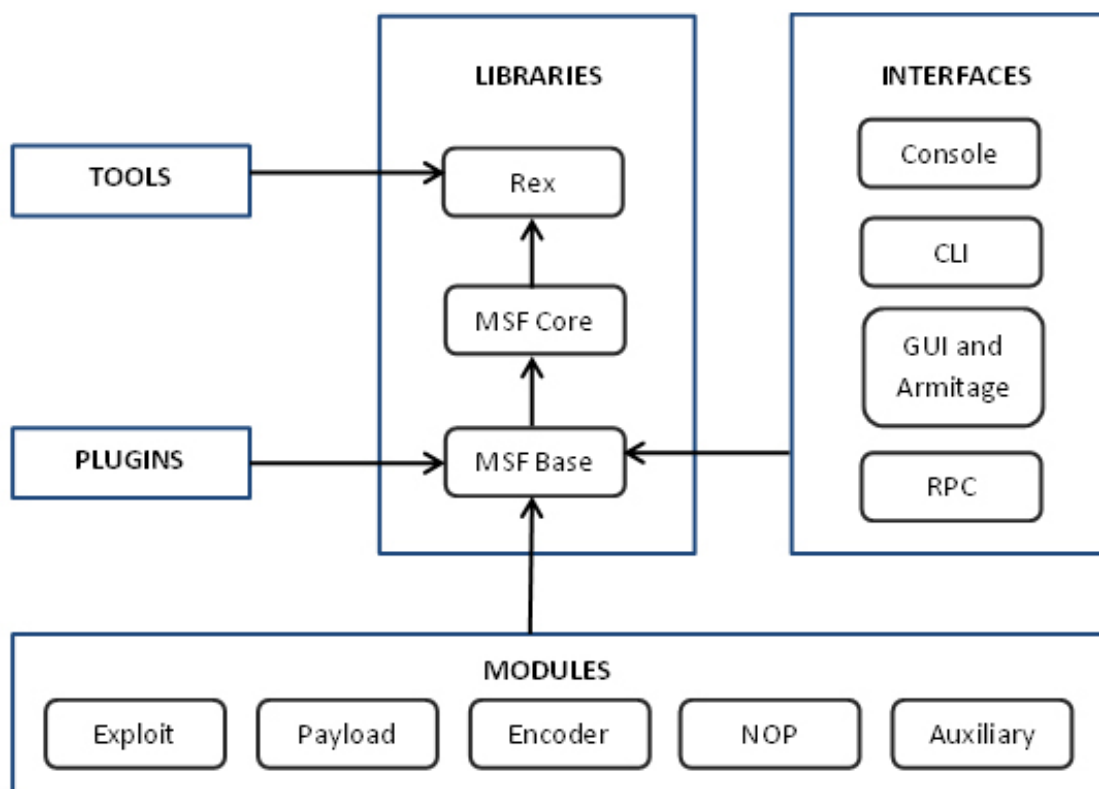 LIBRARIES
INTERFACES
TOOLS
Rex
Console
CLI
MSF Core
GUI and
Armitage
PLUGINS
MSF Base
RPC
MODULES
Exploit
Payload
Encoder
NOP
Auxiliary